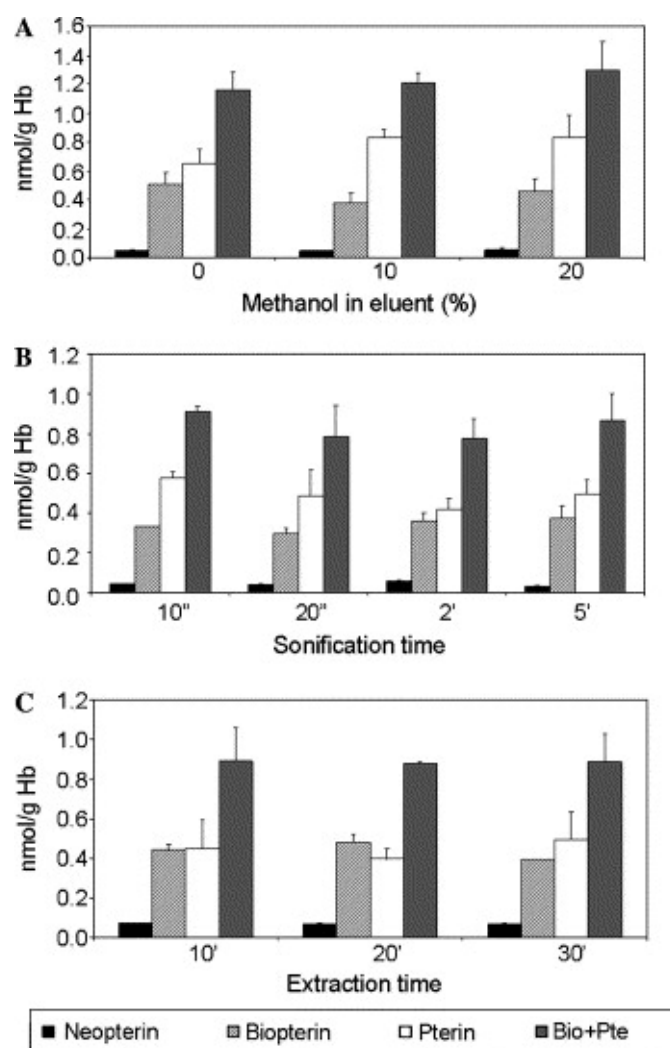 A
nmol/g Hb
1.6
1.4
1.2
1.0
0.8
0.6
0.4
0.2
0.0
0 10 20
Methanol in eluent (%)
B
nmol/g Hb
1.2
1.0
0.8
0.6
0.4
0.2
0.0
10" 20" 2' 5'
Sonification time
C
nmol/g Hb
1.2
1.0
0.8
0.6
0.4
0.2
0.0
10' 20' 30'
Extraction time
Neopterin Biopterin Pterin Bio+Pte